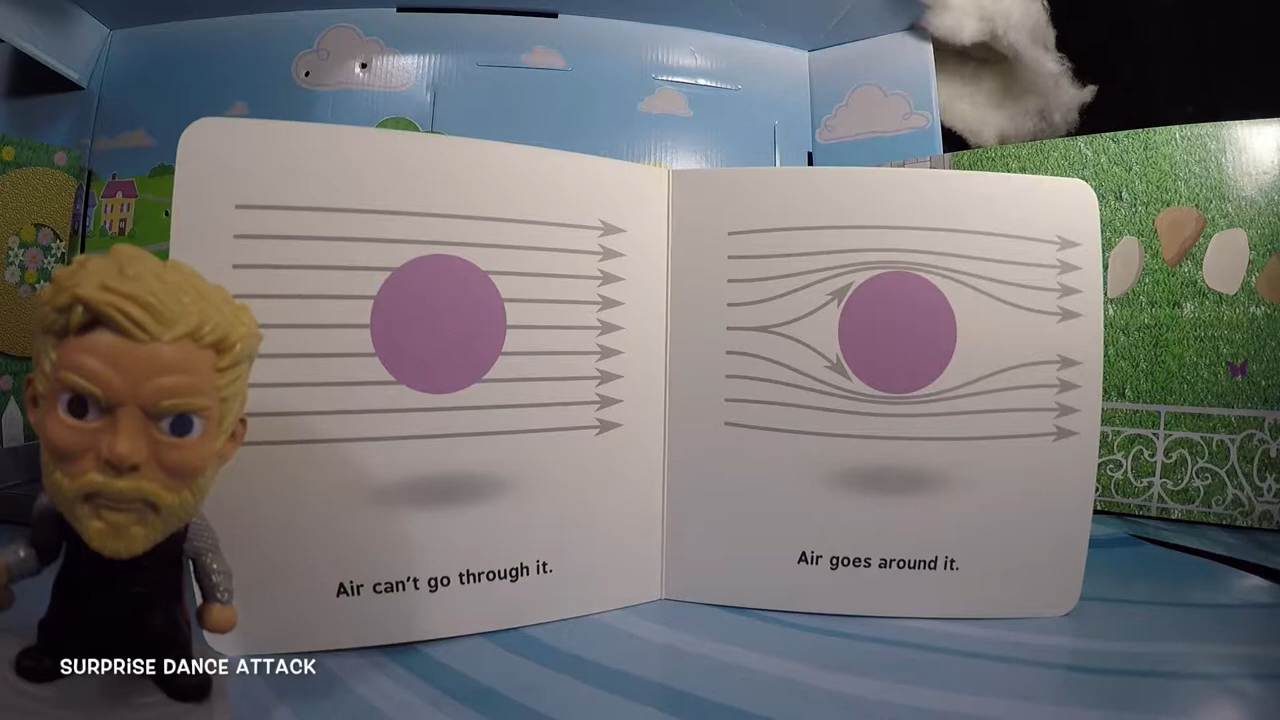 Air can't go through it.
Air goes around it.
SURPRiSE DANCE ATTACK